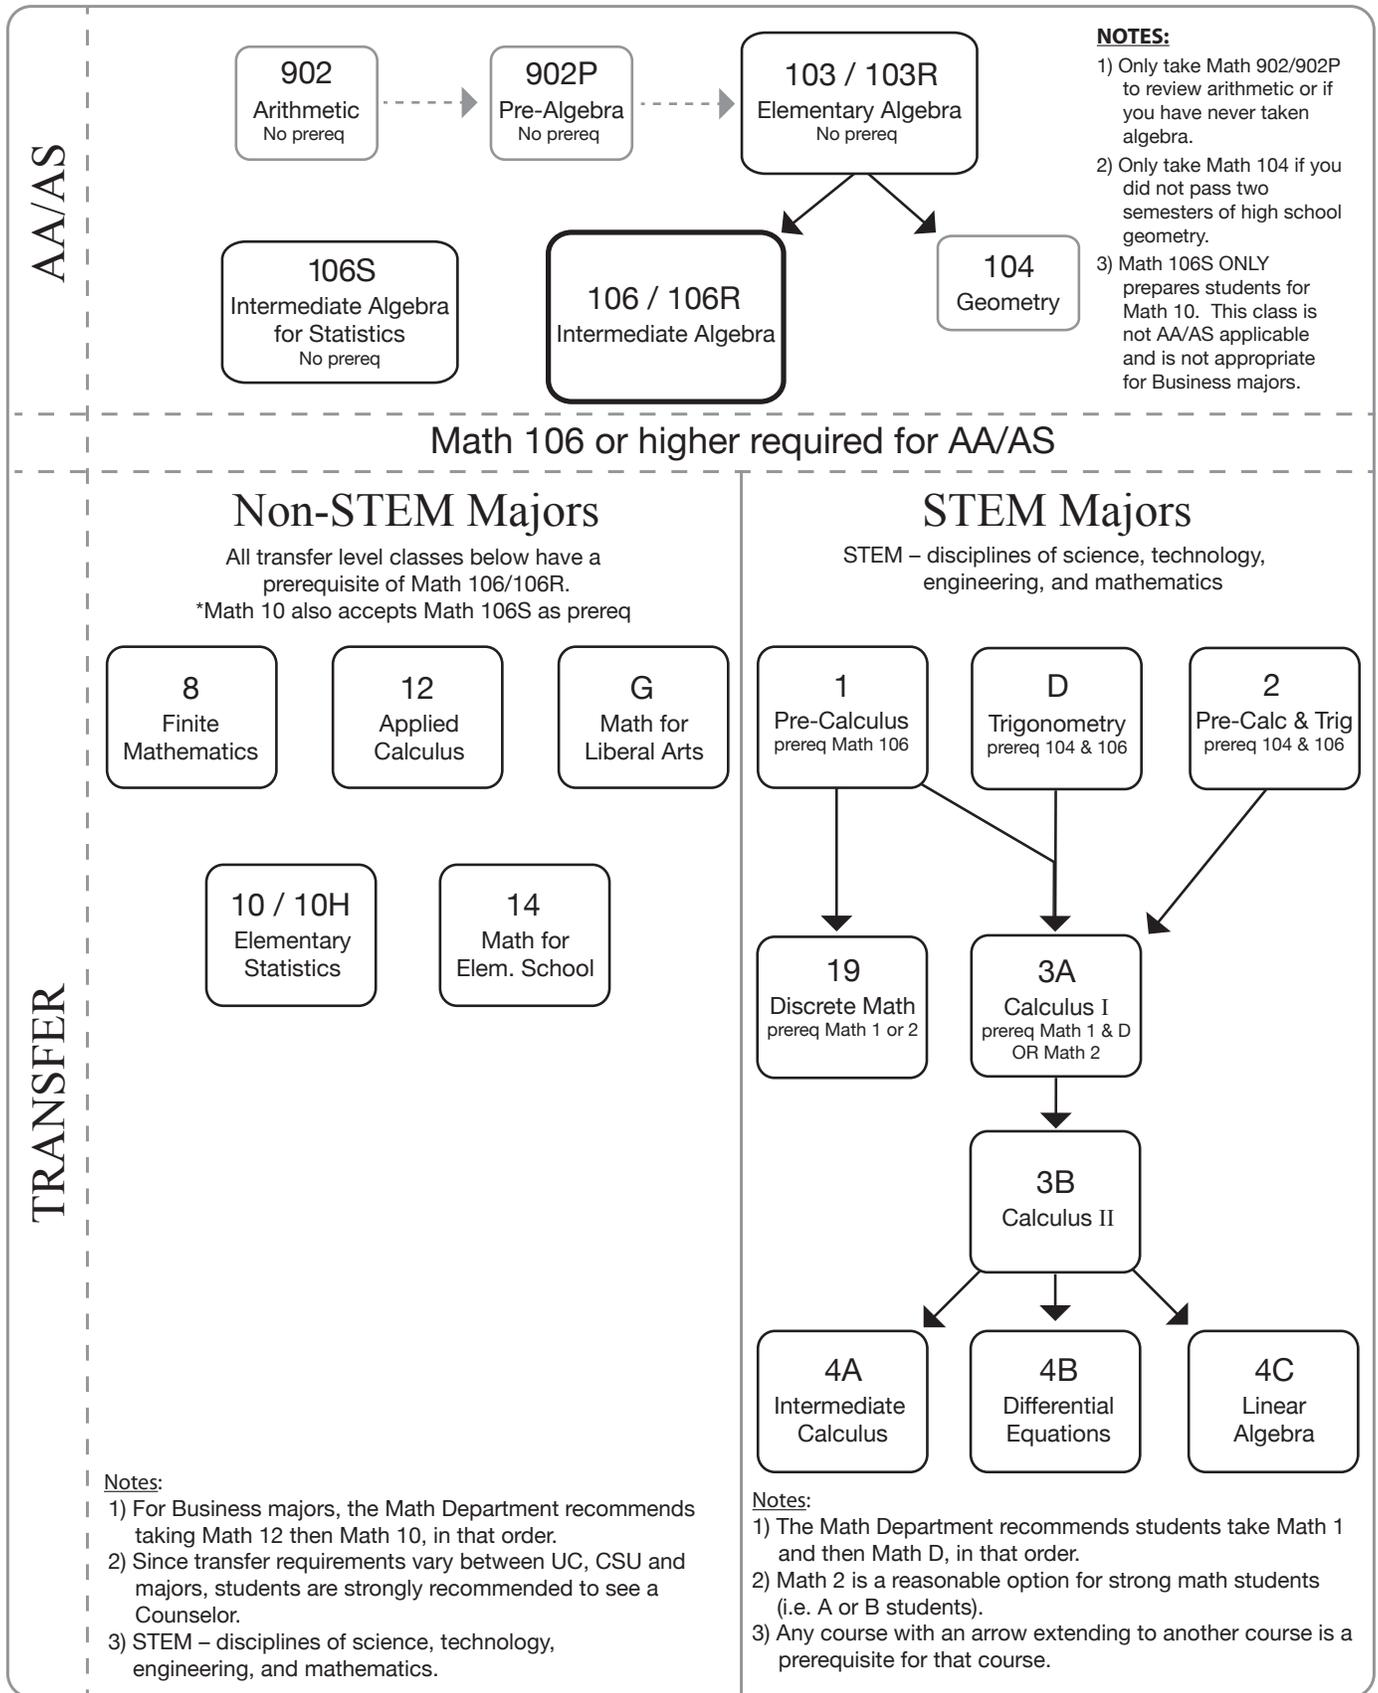 AA/AS
902
Arithmetic
No prereq
902P
Pre-Algebra
No prereq
103 / 103R
Elementary Algebra
No prereq
NOTES:
1) Only take Math 902/902P
to review arithmetic or if
you have never taken
algebra.
2) Only take Math 104 if you
did not pass two
semesters of high school
geometry.
3) Math 106S ONLY
prepares students for
Math 10.  This class is
not AA/AS applicable
and is not appropriate
for Business majors.
106S
Intermediate Algebra
for Statistics
No prereq
106 / 106R
Intermediate Algebra
104
Geometry
Math 106 or higher required for AA/AS
TRANSFER
Non-STEM Majors
All transfer level classes below have a
prerequisite of Math 106/106R.
*Math 10 also accepts Math 106S as prereq
8
Finite
Mathematics
12
Applied
Calculus
G
Math for
Liberal Arts
10 / 10H
Elementary
Statistics
14
Math for
Elem. School
Notes:
1) For Business majors, the Math Department recommends
taking Math 12 then Math 10, in that order.
2) Since transfer requirements vary between UC, CSU and
majors, students are strongly recommended to see a
Counselor.
3) STEM – disciplines of science, technology,
engineering, and mathematics.
STEM Majors
STEM – disciplines of science, technology,
engineering, and mathematics
1
Pre-Calculus
prereq Math 106
D
Trigonometry
prereq 104 & 106
2
Pre-Calc & Trig
prereq 104 & 106
19
Discrete Math
prereq Math 1 or 2
3A
Calculus I
prereq Math 1 & D
OR Math 2
3B
Calculus II
4A
Intermediate
Calculus
4B
Differential
Equations
4C
Linear
Algebra
Notes:
1) The Math Department recommends students take Math 1
and then Math D, in that order.
2) Math 2 is a reasonable option for strong math students
(i.e. A or B students).
3) Any course with an arrow extending to another course is a
prerequisite for that course.